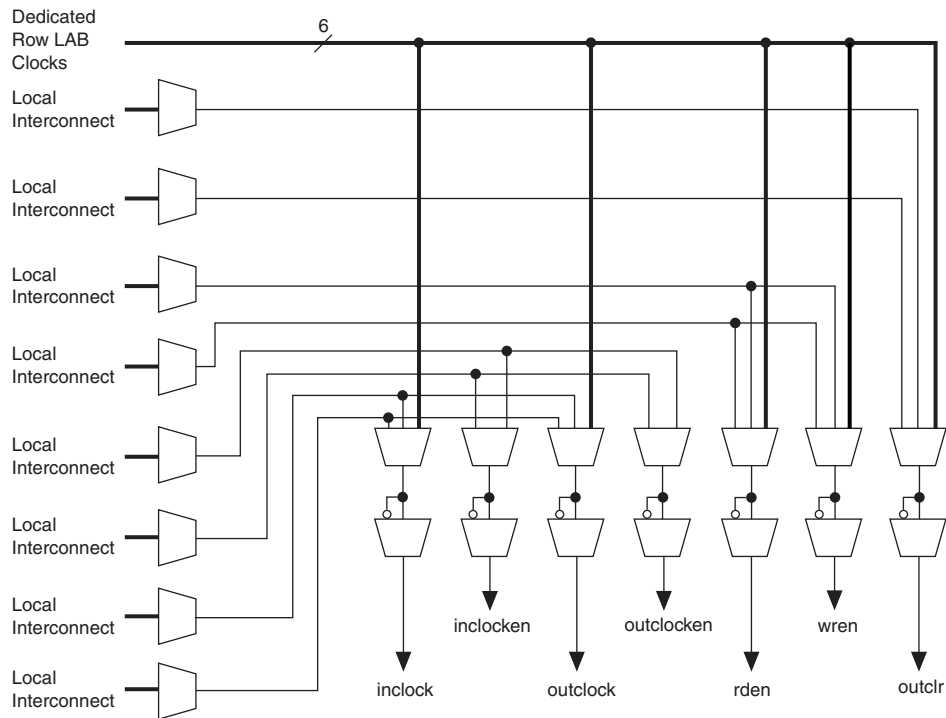 Dedicated
Row LAB
Clocks
6
Local
Interconnect
Local
Interconnect
Local
Interconnect
Local
Interconnect
Local
Interconnect
Local
Interconnect
Local
Interconnect
Local
Interconnect
inclocken
outclocken
wren
inclock
outclock
rden
outclr